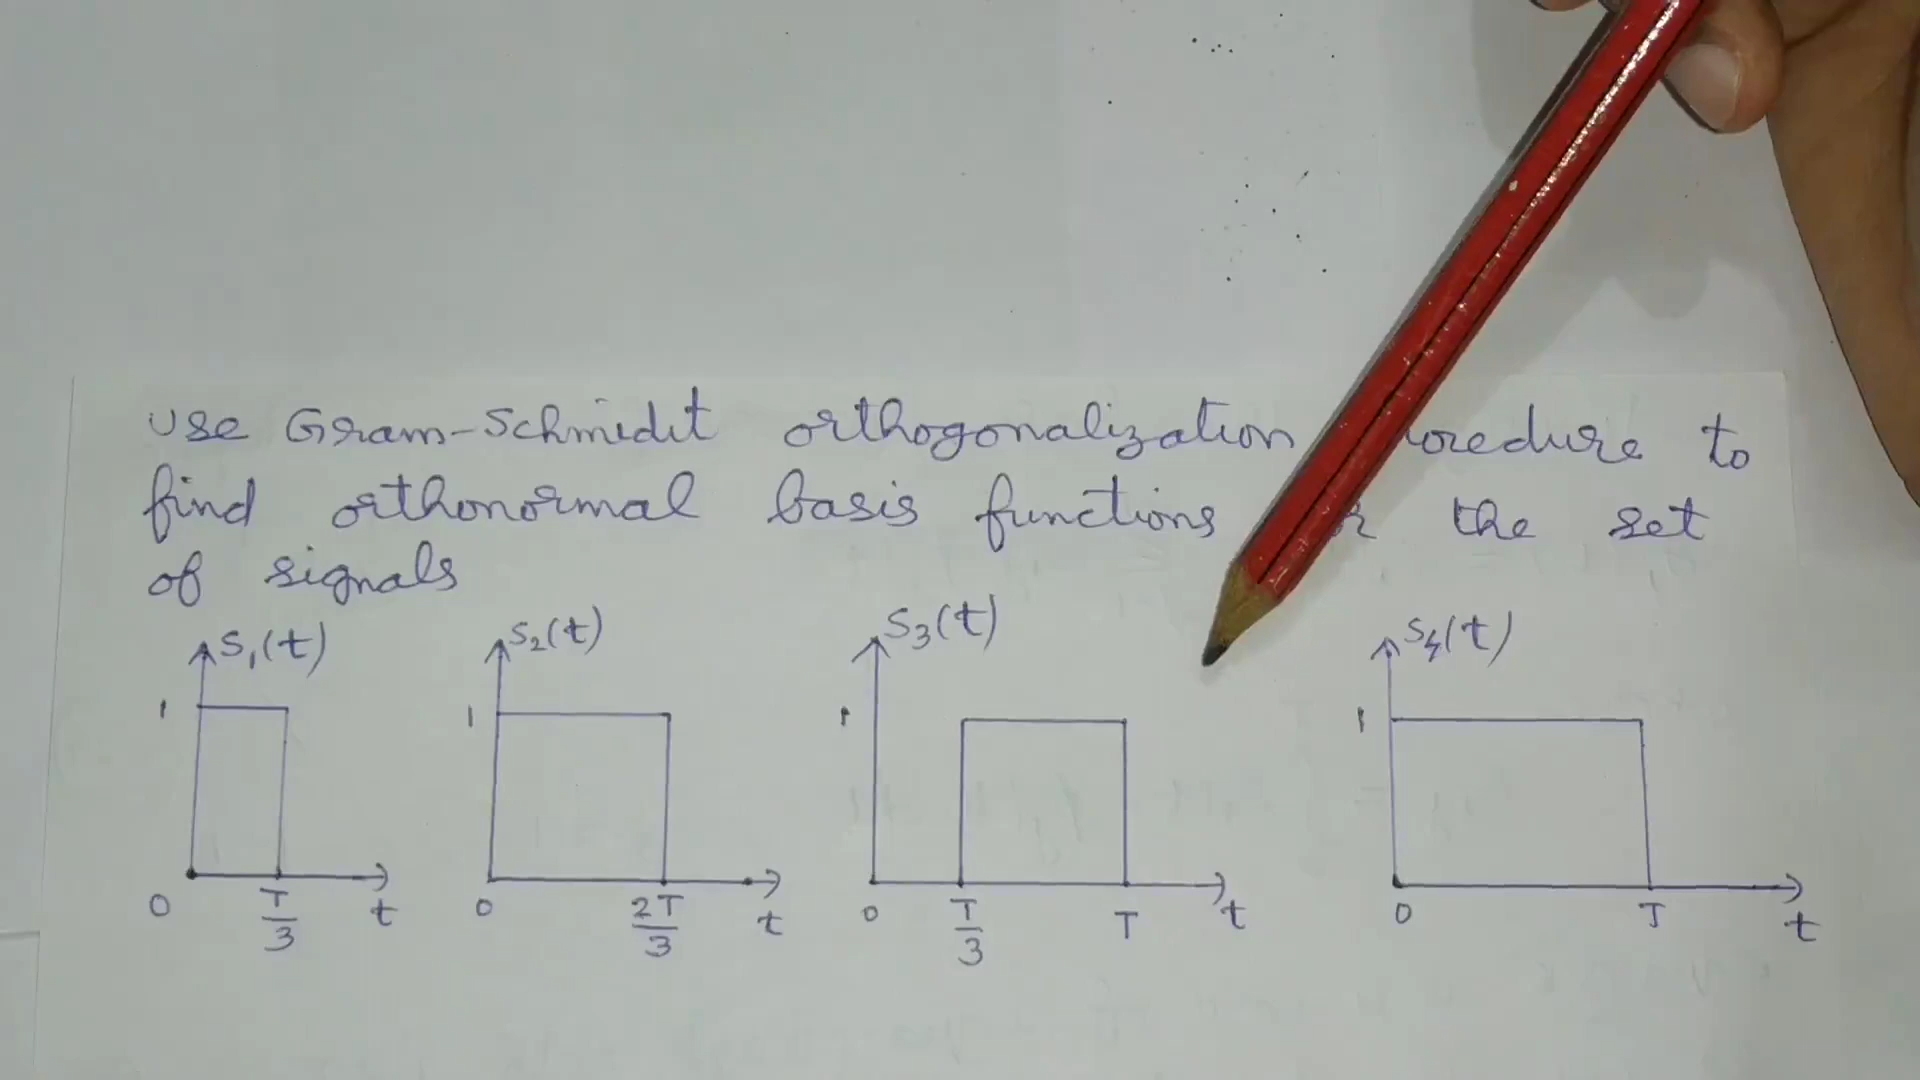 use Gram-Schmidt orthogonalization to
find orthonormal basis functions the set
of signals
S₁(t) S₂(t) S₃(t) S₄(t)
1 1 1 1
0 T/3 t 0 2T/3 t 0 T/3 T t 0 T t